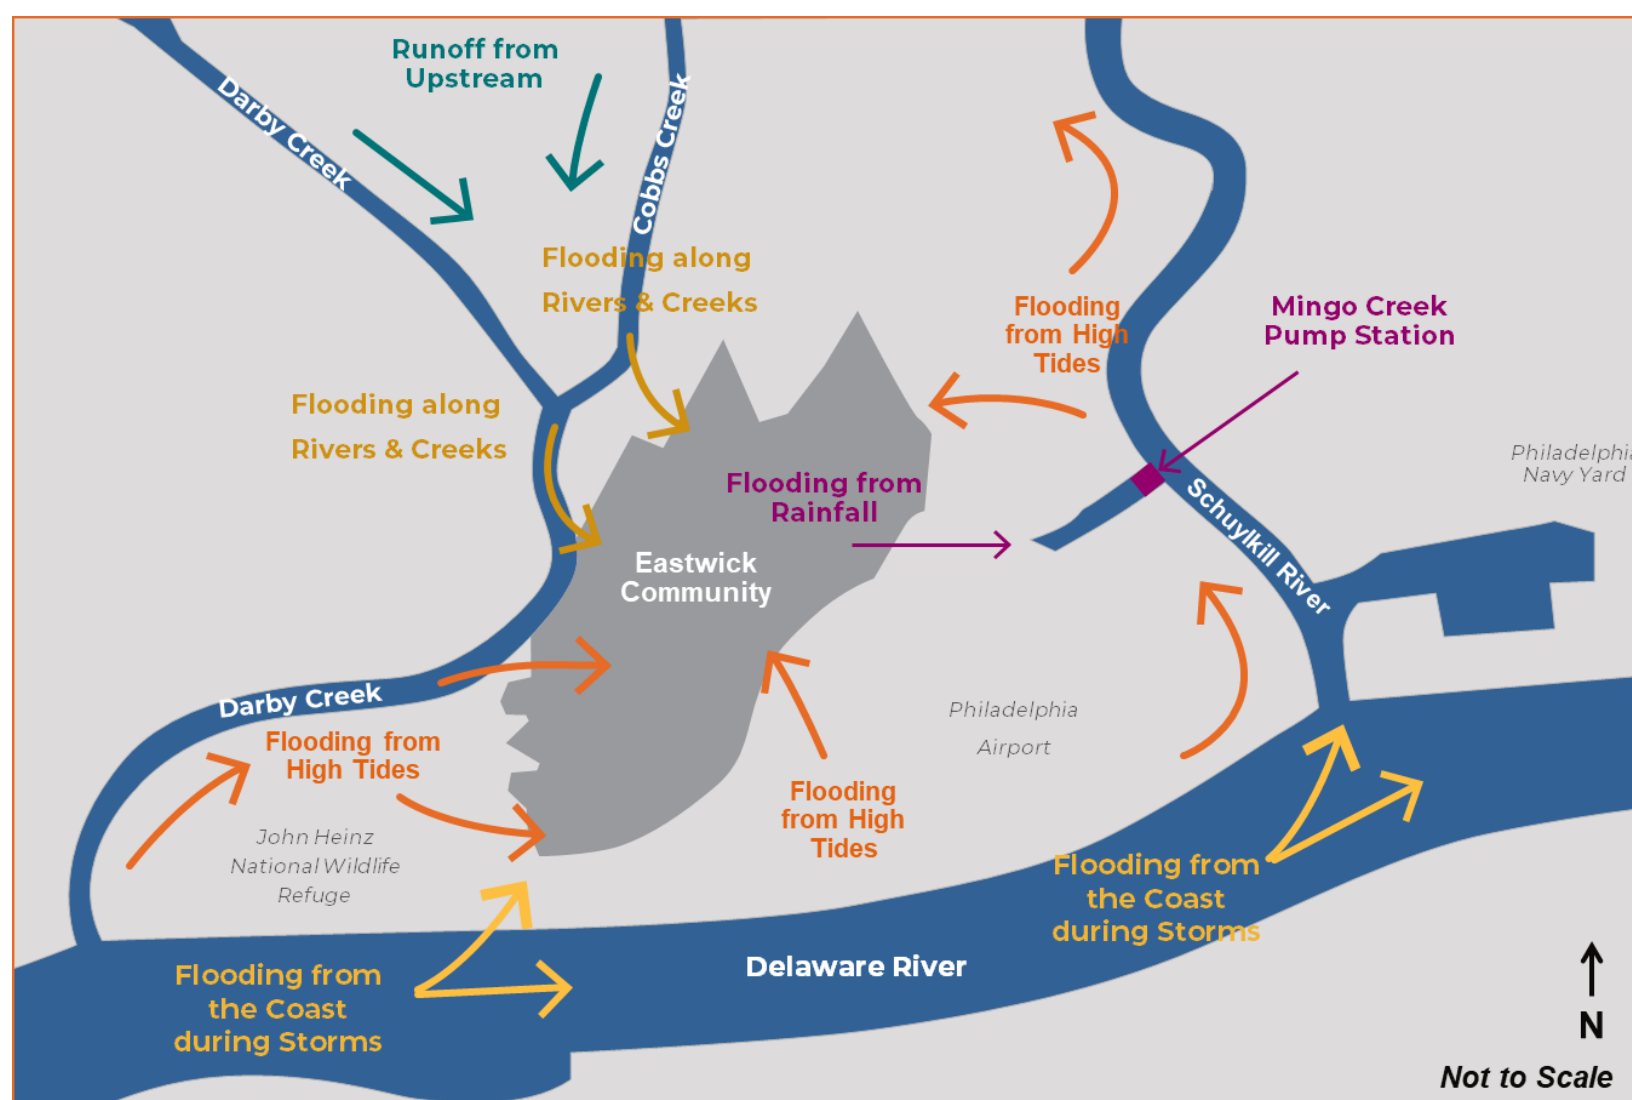 Runoff from
Upstream
Darby Creek
Cobbs Creek
Flooding along
Rivers & Creeks
Flooding
from High
Tides
Mingo Creek
Pump Station
Flooding along
Rivers & Creeks
Philadelphia
Navy Yard
Flooding from
Rainfall
Schuylkill River
Eastwick
Community
Darby Creek
Flooding from
High Tides
Philadelphia
Airport
Flooding
from High
Tides
John Heinz
National Wildlife
Refuge
Flooding from
the Coast
during Storms
Delaware River
Flooding from
the Coast
during Storms
N
Not to Scale